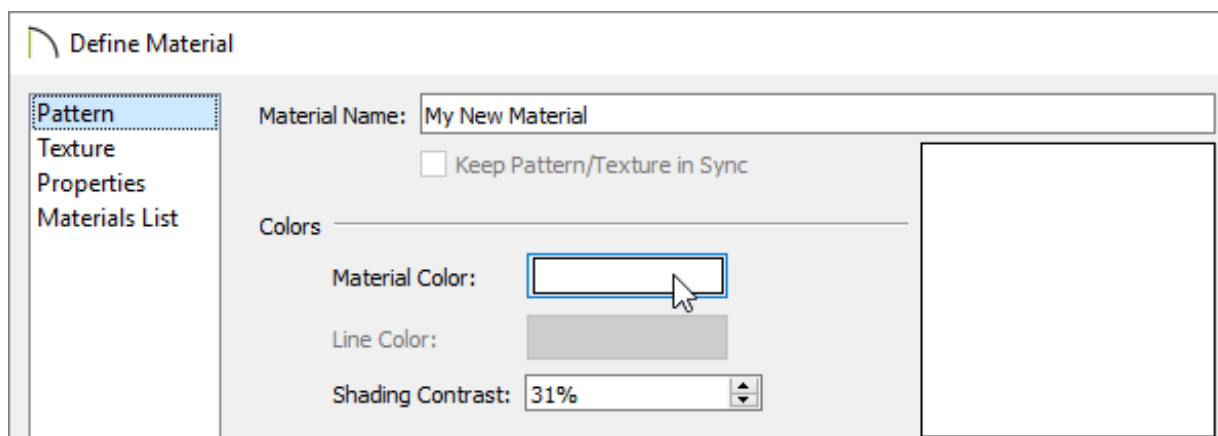 Define Material
Pattern
Texture
Properties
Materials List
Material Name: My New Material
Keep Pattern/Texture in Sync
Colors
Material Color:
Line Color:
Shading Contrast: 31%